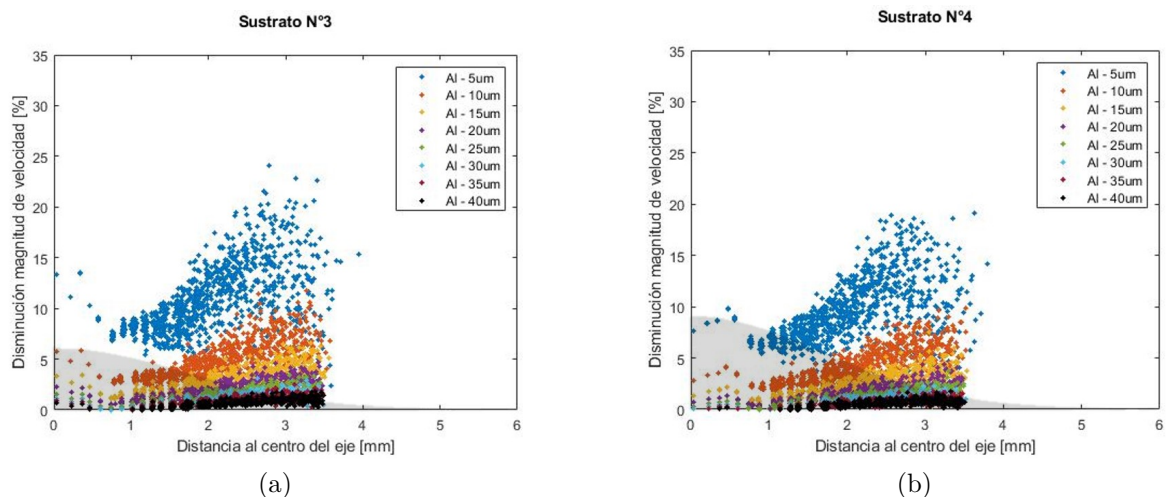 Sustrato N°3
Disminución magnitud de velocidad [%]
35
30
25
20
15
10
5
0
Al - 5um
Al - 10um
Al - 15um
Al - 20um
Al - 25um
Al - 30um
Al - 35um
Al - 40um
0 1 2 3 4 5 6
Distancia al centro del eje [mm]
(a)
Sustrato N°4
Disminución magnitud de velocidad [%]
35
30
25
20
15
10
5
0
Al - 5um
Al - 10um
Al - 15um
Al - 20um
Al - 25um
Al - 30um
Al - 35um
Al - 40um
0 1 2 3 4 5 6
Distancia al centro del eje [mm]
(b)